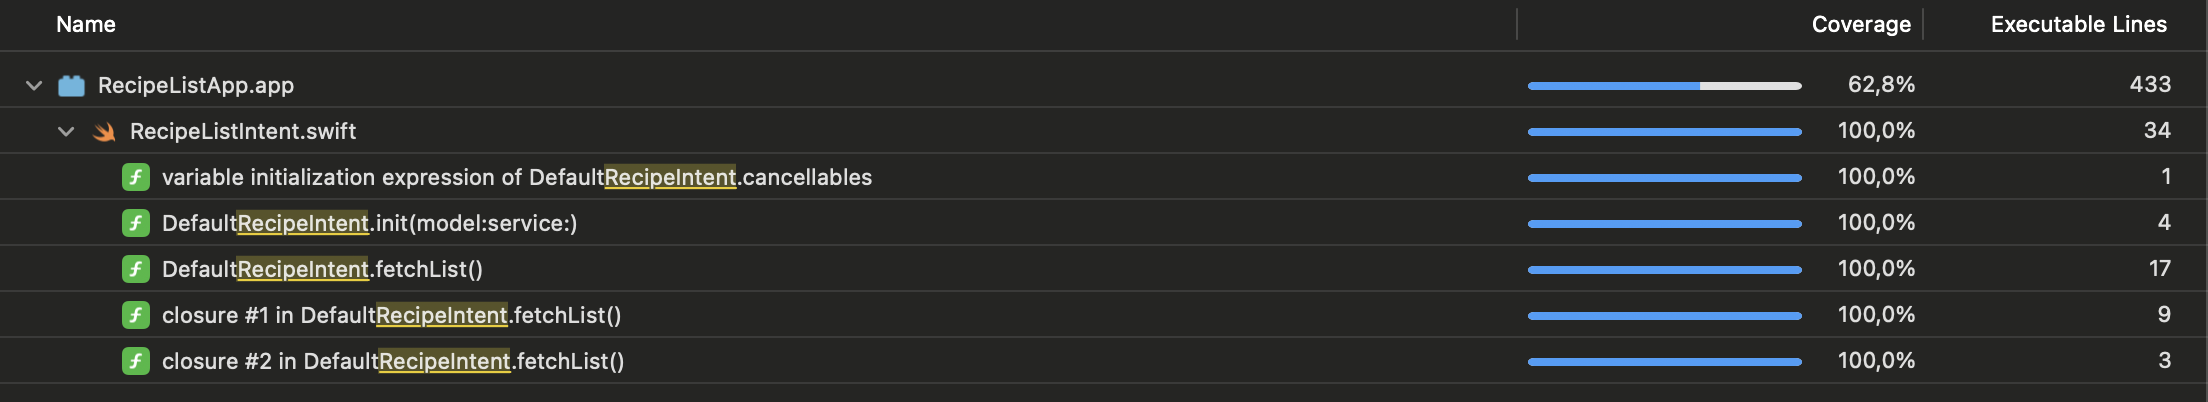 Name Coverage Executable Lines
RecipeListApp.app 62,8% 433
RecipeListIntent.swift 100,0% 34
variable initialization expression of DefaultRecipeIntent.cancellables 100,0% 1
DefaultRecipeIntent.init(model:service:) 100,0% 4
DefaultRecipeIntent.fetchList() 100,0% 17
closure #1 in DefaultRecipeIntent.fetchList() 100,0% 9
closure #2 in DefaultRecipeIntent.fetchList() 100,0% 3